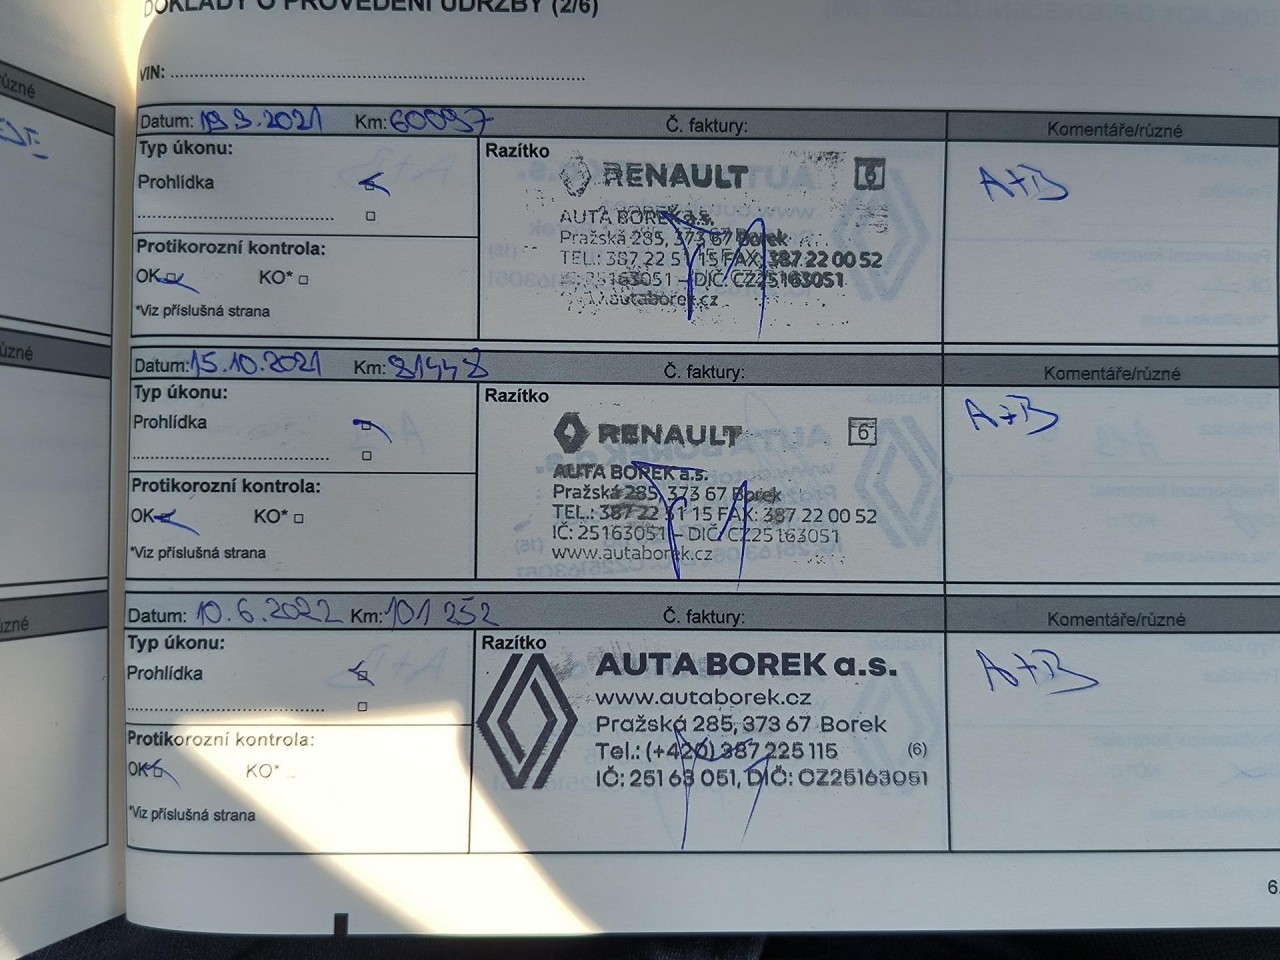 DOKLADY O PROVEDENÍ ÚDRŽBY (2/6)
VIN:
různé
Datum: 19.3.2021 Km: 60097 Č. faktury: Komentáře/různé
Typ úkonu:
Prohlídka
Protikorozní kontrola:
OK KO*
*Viz příslušná strana
Razítko
RENAULT 6
AUTA BOREK a.s.
Pražská 285, 373 67 Borek
TEL.: 387 22 51 15 FAX: 387 22 00 52
25163051 – DIČ: CZ25163051
www.autaborek.cz
A+B
různé
Datum: 15.10.2021 Km: 81448 Č. faktury: Komentáře/různé
Typ úkonu:
Prohlídka
Protikorozní kontrola:
OK KO*
*Viz příslušná strana
Razítko
RENAULT 6
AUTA BOREK a.s.
Pražská 285, 373 67 Borek
TEL.: 387 22 51 15 FAX: 387 22 00 52
IČ: 25163051 – DIČ: CZ25163051
www.autaborek.cz
A+B
různé
Datum: 10.6.2022 Km: 101 252 Č. faktury: Komentáře/různé
Typ úkonu:
Prohlídka
Protikorozní kontrola:
OK KO*
*Viz příslušná strana
Razítko
AUTA BOREK a.s.
www.autaborek.cz
Pražská 285, 373 67 Borek
Tel.: (+420) 387 225 115 (6)
IČ: 251 63 051, DIČ: CZ25163051
A+B
6.